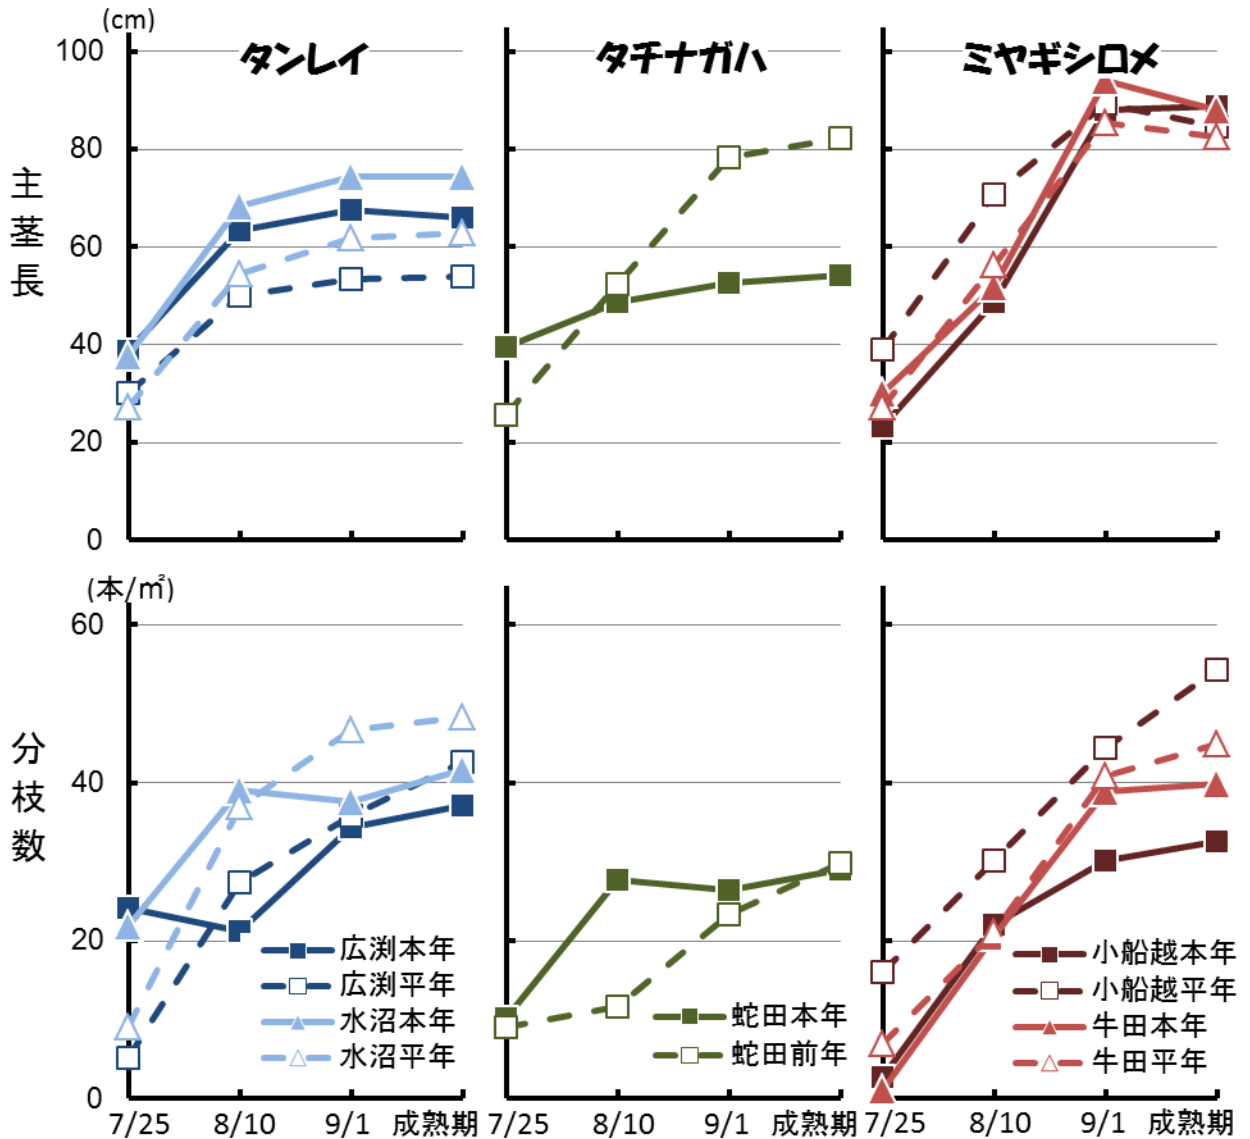 (cm)
タンレイ
タチナガハ
ミヤギシロメ
主茎長
100
80
60
40
20
0
(本/㎡)
分枝数
60
40
20
0
広渕本年
広渕平年
水沼本年
水沼平年
蛇田本年
蛇田前年
小船越本年
小船越平年
牛田本年
牛田平年
7/25 8/10 9/1 成熟期
7/25 8/10 9/1 成熟期
7/25 8/10 9/1 成熟期